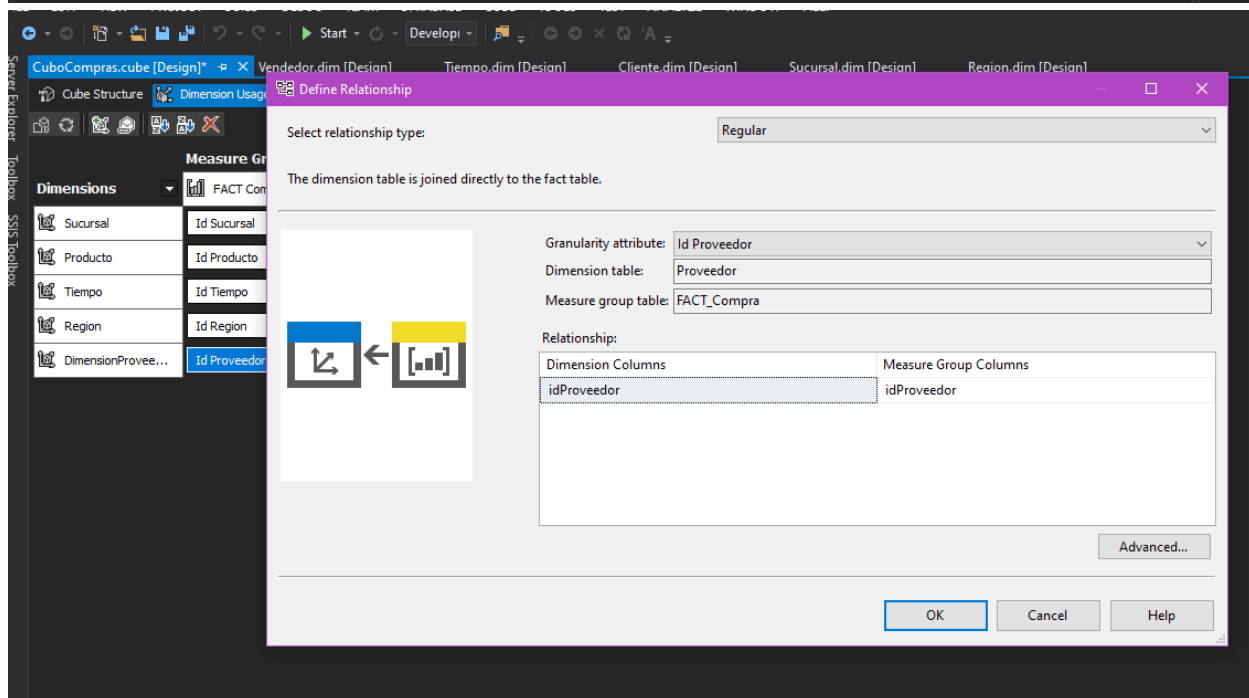 Start
Develop
CuboCompras.cube [Design]*
Vendedor.dim [Design]
Tiempo.dim [Design]
Cliente.dim [Design]
Sucursal.dim [Design]
Region.dim [Design]
Server Explorer
Toolbox
SSIS Toolbox
Cube Structure
Dimension Usage
Measure Gr
Dimensions
FACT Com
Sucursal
Id Sucursal
Producto
Id Producto
Tiempo
Id Tiempo
Region
Id Region
DimensionProvee...
Id Proveedor
Define Relationship
Select relationship type:
Regular
The dimension table is joined directly to the fact table.
Granularity attribute:
Id Proveedor
Dimension table:
Proveedor
Measure group table:
FACT_Compra
Relationship:
Dimension Columns
Measure Group Columns
idProveedor
idProveedor
Advanced...
OK
Cancel
Help